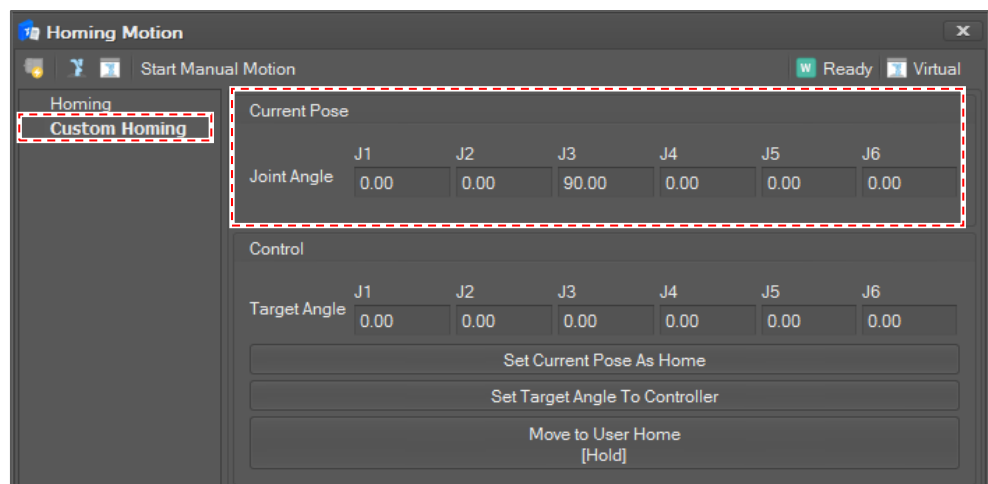 Homing Motion
Start Manual Motion
W Ready Virtual
Homing
Custom Homing
Current Pose
J1 J2 J3 J4 J5 J6
Joint Angle 0.00 0.00 90.00 0.00 0.00 0.00
Control
J1 J2 J3 J4 J5 J6
Target Angle 0.00 0.00 0.00 0.00 0.00 0.00
Set Current Pose As Home
Set Target Angle To Controller
Move to User Home
[Hold]